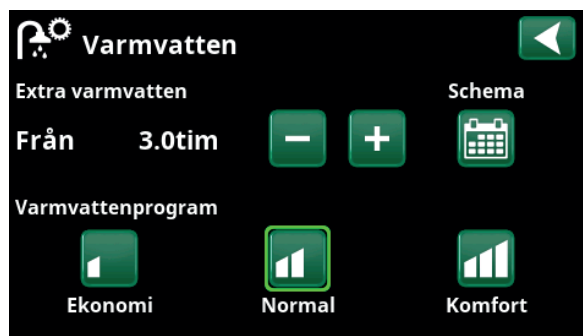 Varmvatten
Extra varmvatten Schema
Från 3.0tim
Varmvattenprogram
Ekonomi Normal Komfort